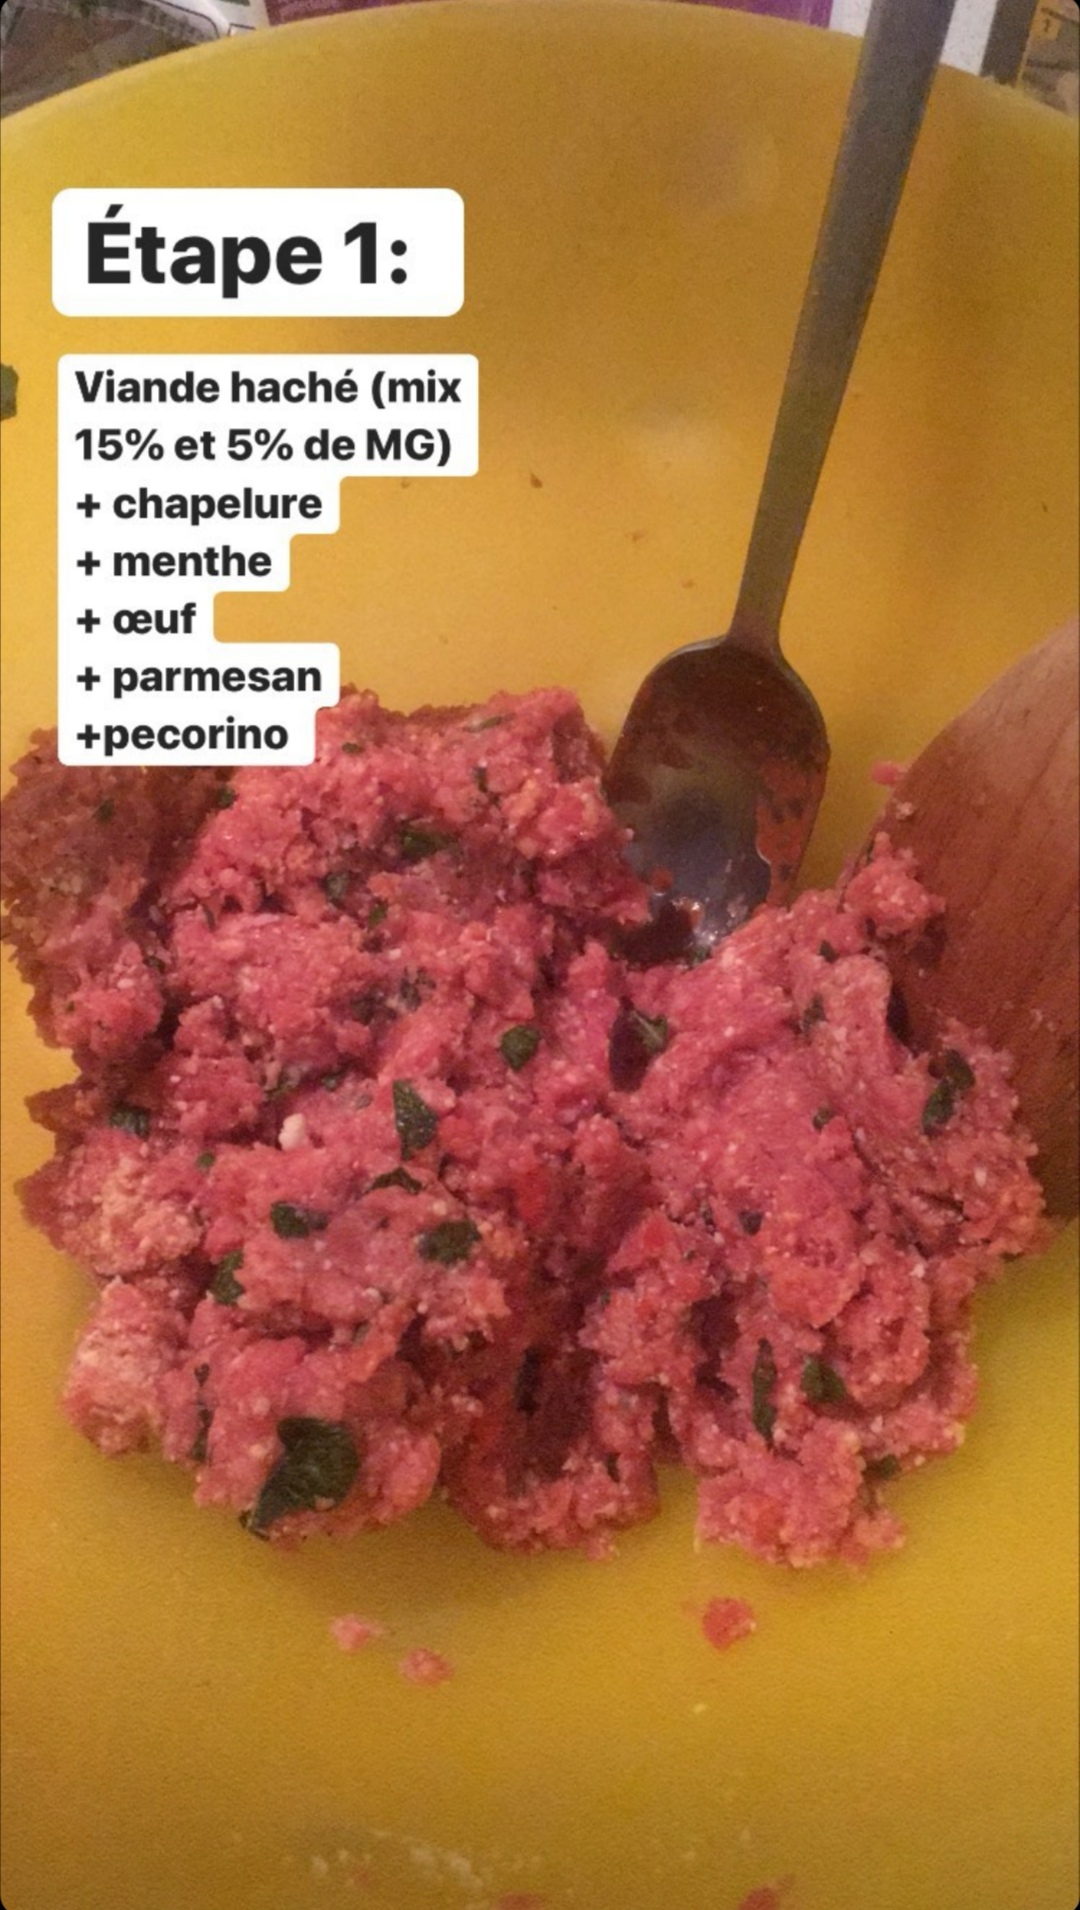 Étape 1:
Viande haché (mix
15% et 5% de MG)
+ chapelure
+ menthe
+ œuf
+ parmesan
+pecorino